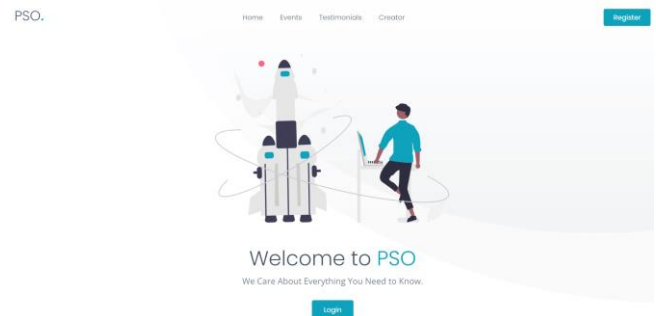 PSO.
Home Events Testimonials Creator
Register
Welcome to PSO
We Care About Everything You Need to Know.
Login